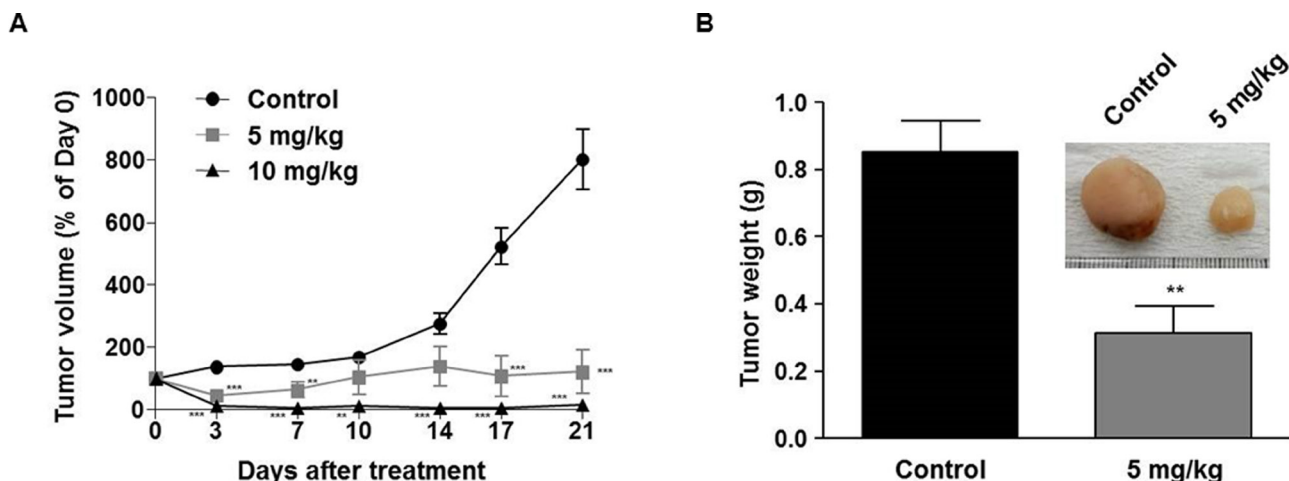 A
Tumor volume (% of Day 0)
1000
800
600
400
200
0
Control
5 mg/kg
10 mg/kg
***
**
***
***
***
***
**
***
***
***
0 3 7 10 14 17 21
Days after treatment
B
Tumor weight (g)
1.0
0.8
0.6
0.4
0.2
0.0
Control
5 mg/kg
**
Control
5 mg/kg